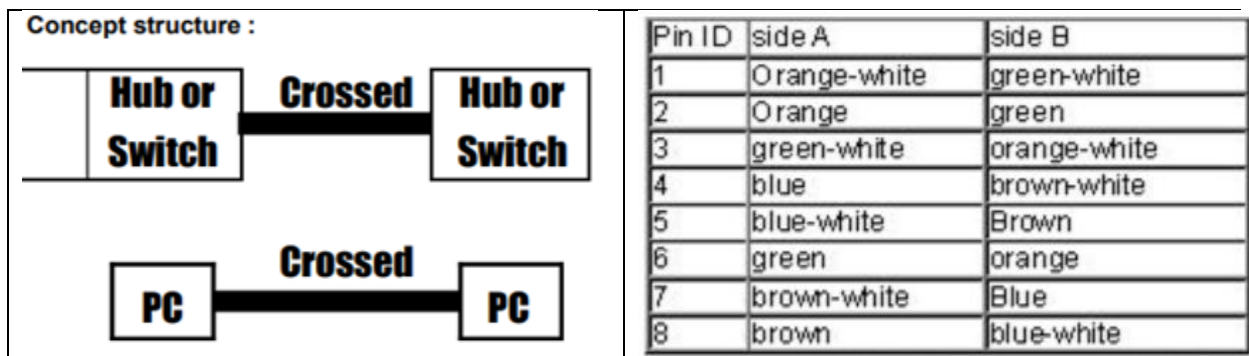 Concept structure :
Hub or
Switch
Crossed
Hub or
Switch
PC
Crossed
PC
Pin ID side A side B
1 Orange-white green-white
2 Orange green
3 green-white orange-white
4 blue brown-white
5 blue-white Brown
6 green orange
7 brown-white Blue
8 brown blue-white